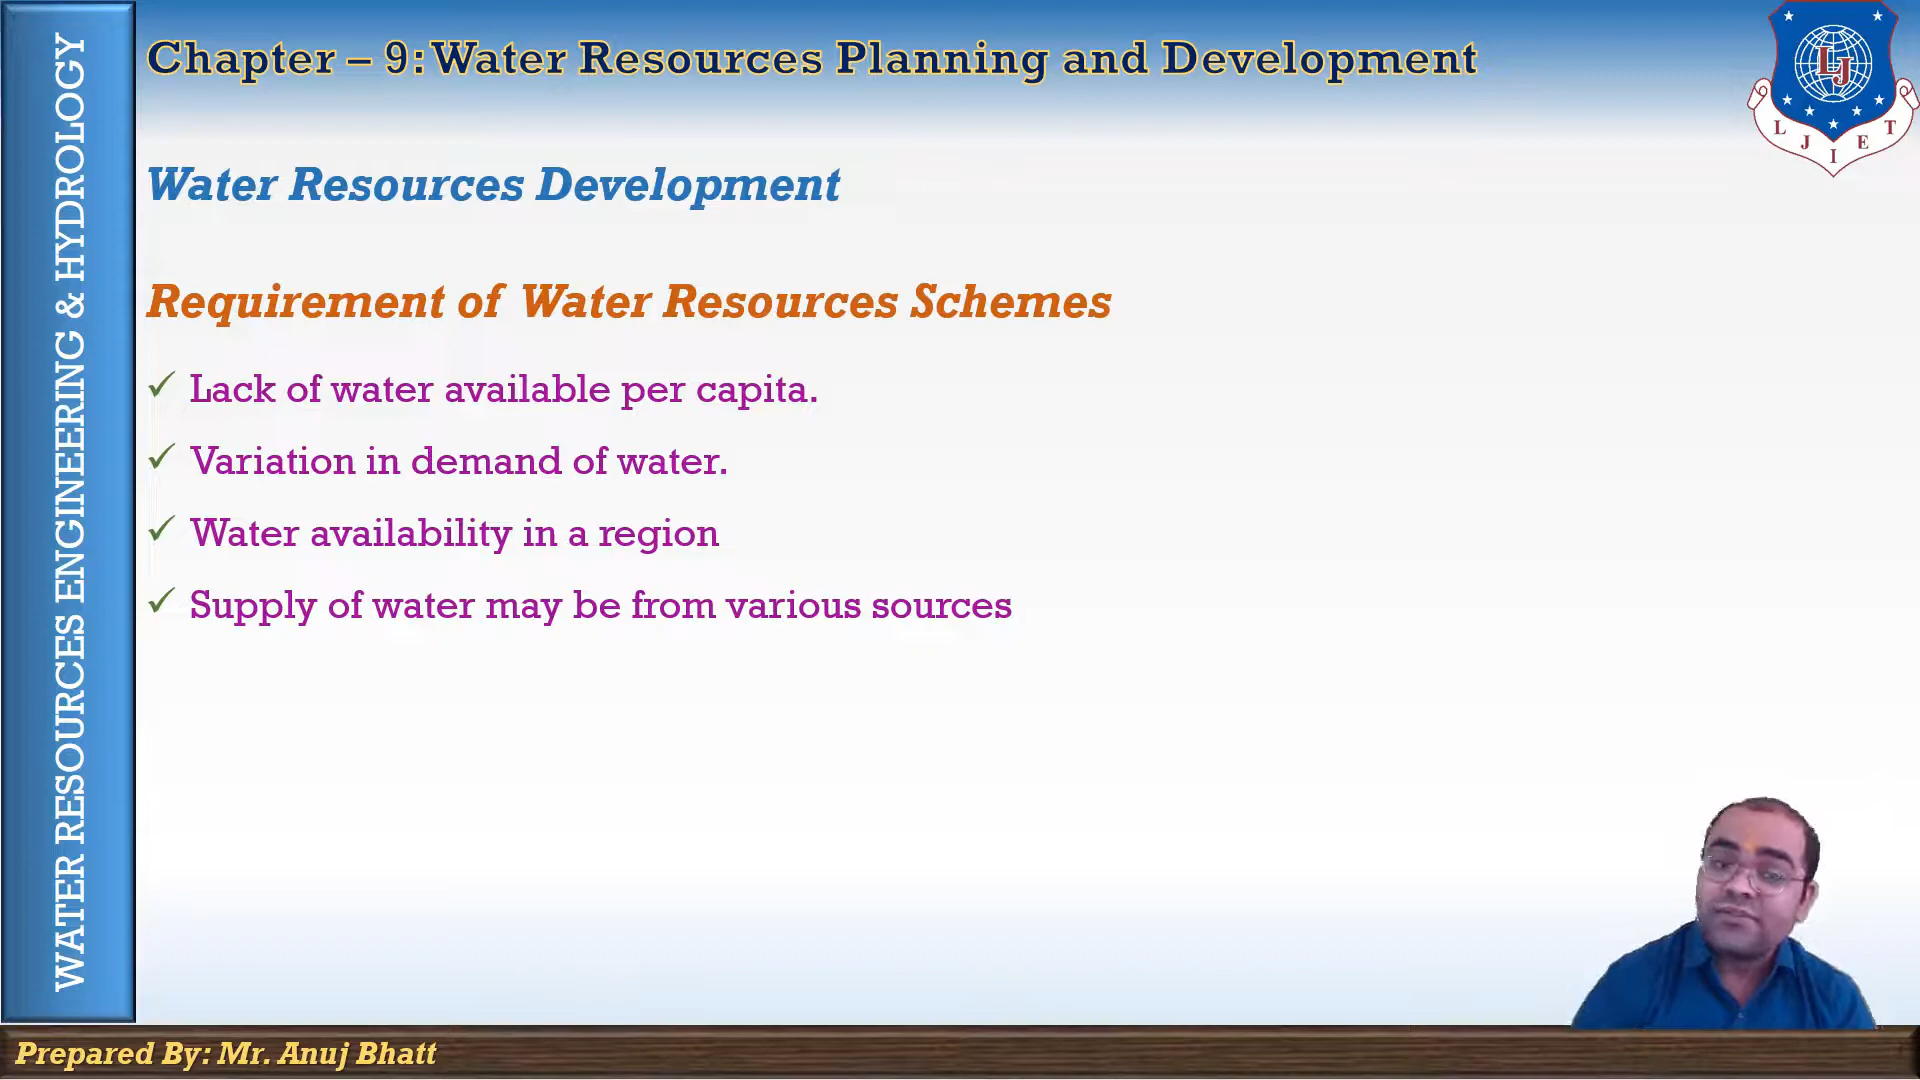 Chapter – 9: Water Resources Planning and Development
LJ
L J I E T
WATER RESOURCES ENGINEERING & HYDROLOGY
Water Resources Development
Requirement of Water Resources Schemes
✓ Lack of water available per capita.
✓ Variation in demand of water.
✓ Water availability in a region
✓ Supply of water may be from various sources
Prepared By: Mr. Anuj Bhatt